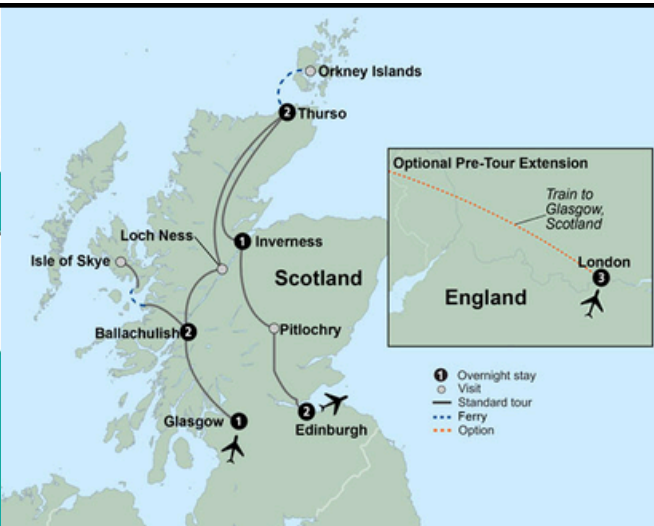 Orkney Islands
2 Thurso
Optional Pre-Tour Extension
Train to
Glasgow,
Scotland
Loch Ness
1 Inverness
Isle of Skye
London
3
Scotland
England
Ballachulish 2
Pitlochry
1 Overnight stay
Visit
Standard tour
Ferry
Option
Glasgow 1
2
Edinburgh